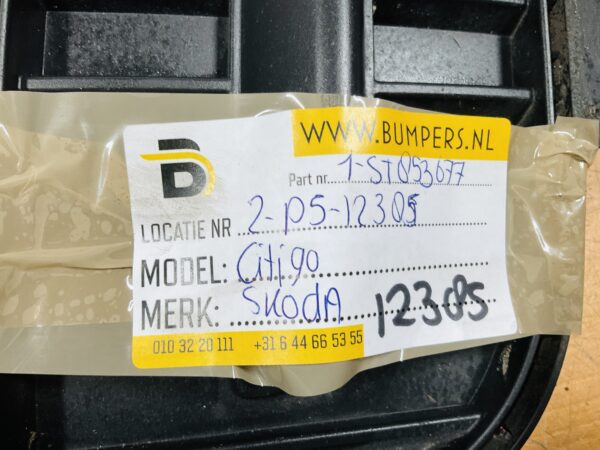 WWW.BUMPERS.NL
B
Part nr. 1-ST853677
LOCATIE NR 2-P5-12305
MODEL: Citigo
MERK: SKODA
12305
010 32 20 111 +31 6 44 66 53 55